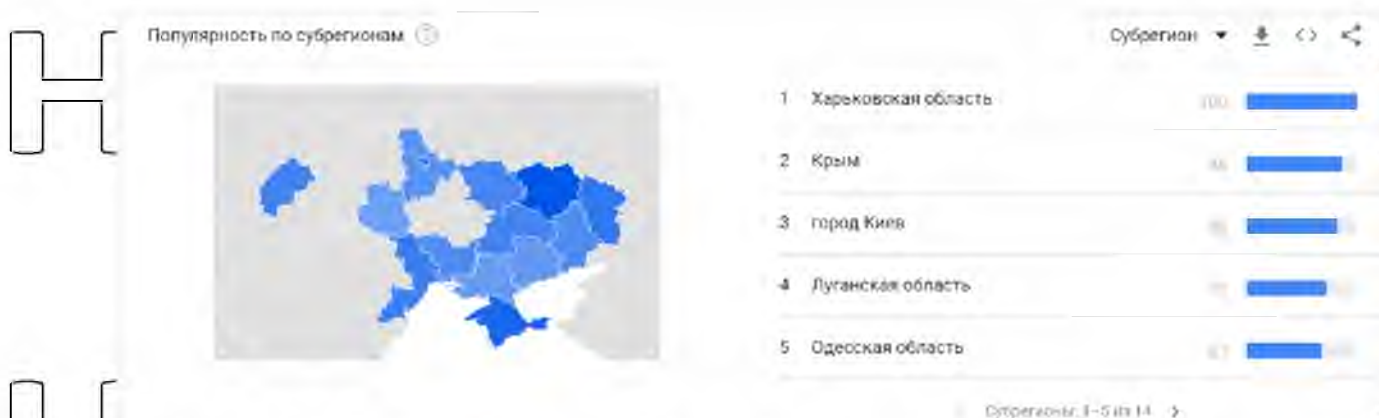 Популярность по субрегионам
Субрегион
1 Харьковская область 100
2 Крым
3 город Киев
4 Луганская область
5 Одесская область
Субрегионы: 1–5 из 14